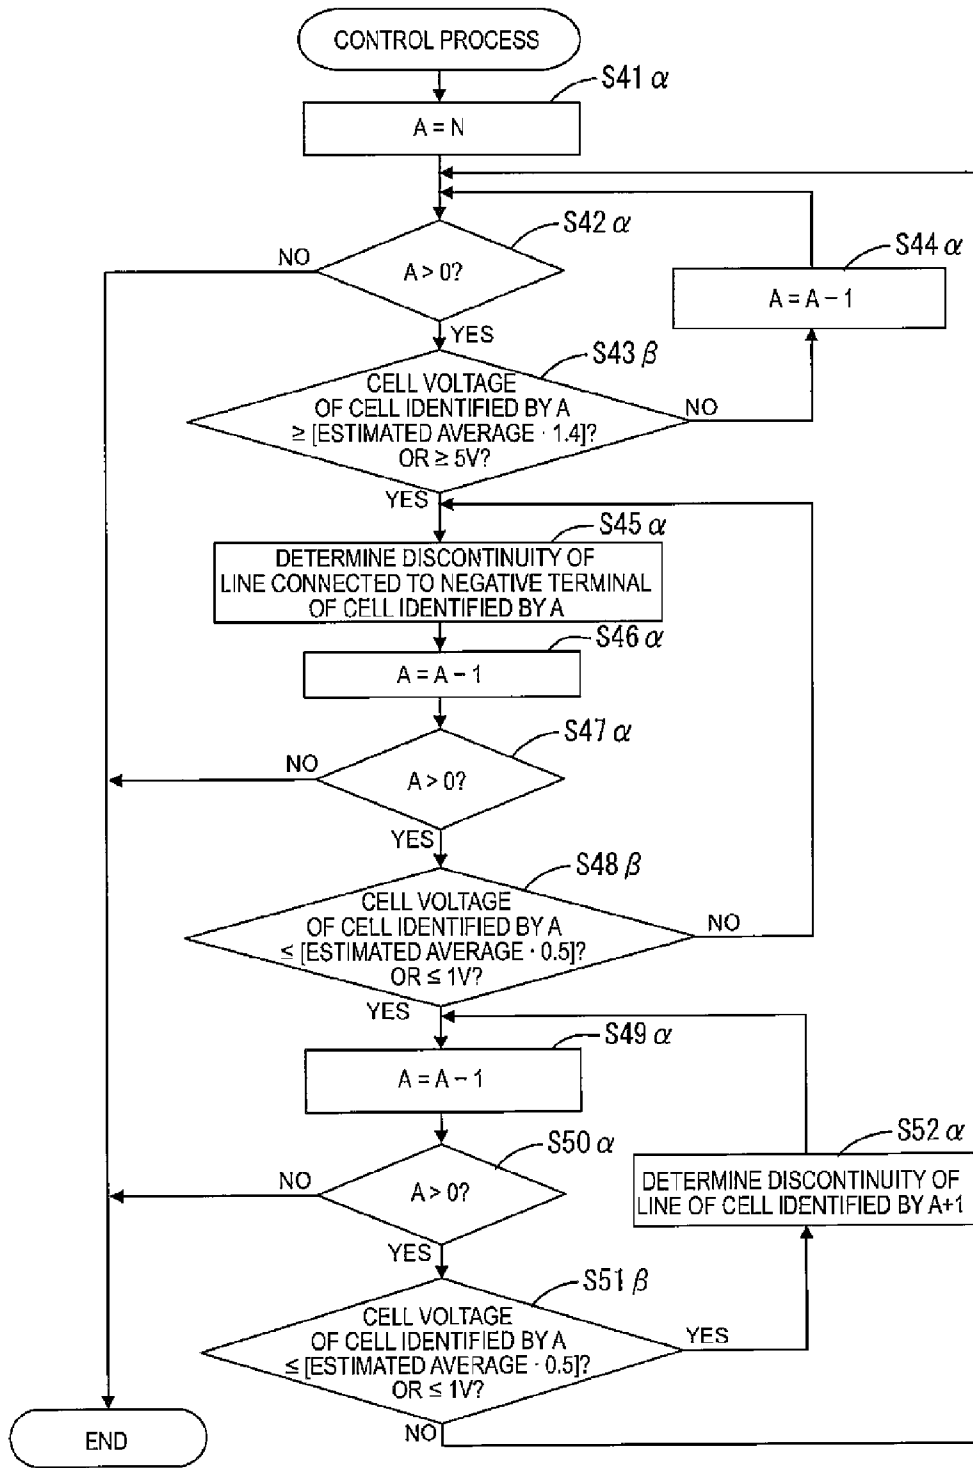 CONTROL PROCESS
S41 α
A = N
S42 α
NO
A > 0?
YES
S44 α
A = A − 1
S43 β
CELL VOLTAGE
OF CELL IDENTIFIED BY A
≥ [ESTIMATED AVERAGE · 1.4]?
OR ≥ 5V?
NO
YES
S45 α
DETERMINE DISCONTINUITY OF
LINE CONNECTED TO NEGATIVE TERMINAL
OF CELL IDENTIFIED BY A
S46 α
A = A − 1
S47 α
NO
A > 0?
YES
S48 β
CELL VOLTAGE
OF CELL IDENTIFIED BY A
≤ [ESTIMATED AVERAGE · 0.5]?
OR ≤ 1V?
NO
YES
S49 α
A = A − 1
S50 α
NO
A > 0?
YES
S52 α
DETERMINE DISCONTINUITY OF
LINE OF CELL IDENTIFIED BY A+1
S51 β
CELL VOLTAGE
OF CELL IDENTIFIED BY A
≤ [ESTIMATED AVERAGE · 0.5]?
OR ≤ 1V?
YES
NO
END